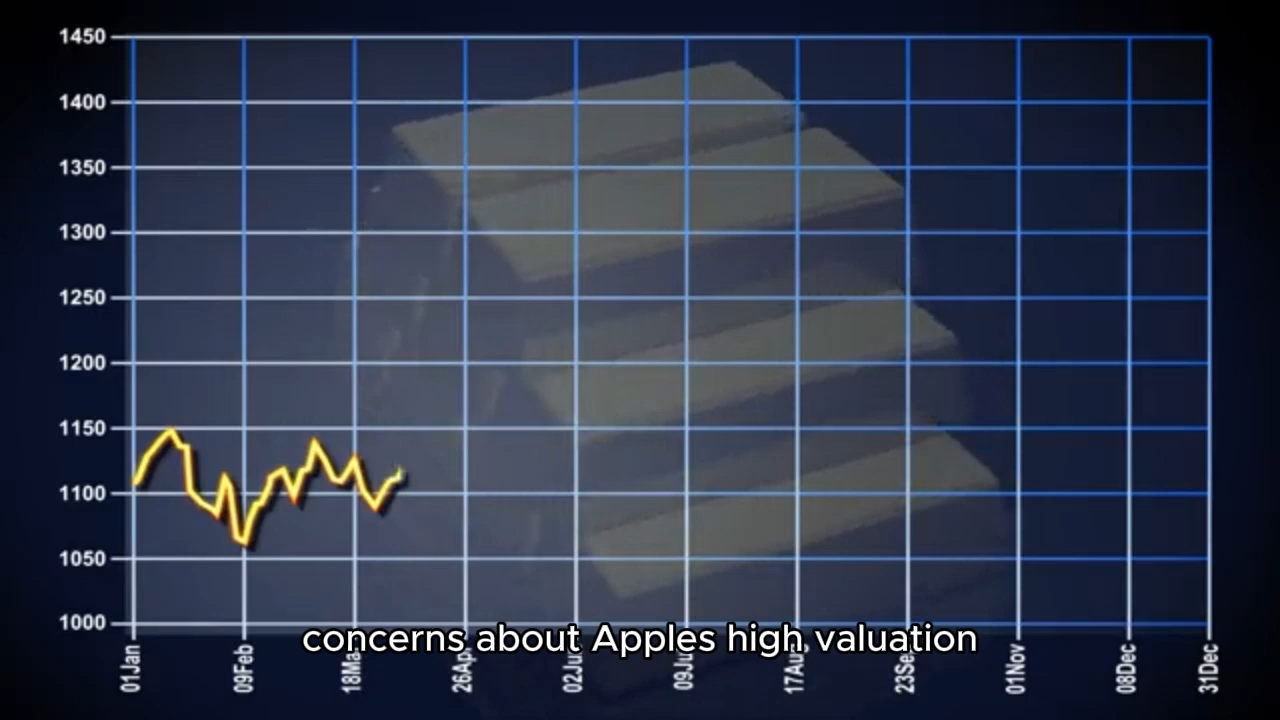 1450
1400
1350
1300
1250
1200
1150
1100
1050
1000
concerns about Apples high valuation
01Jan
09Feb
18Ma
26Ap
02Ju
09Ju
17Au
23Se
01Nov
08Dec
31Dec